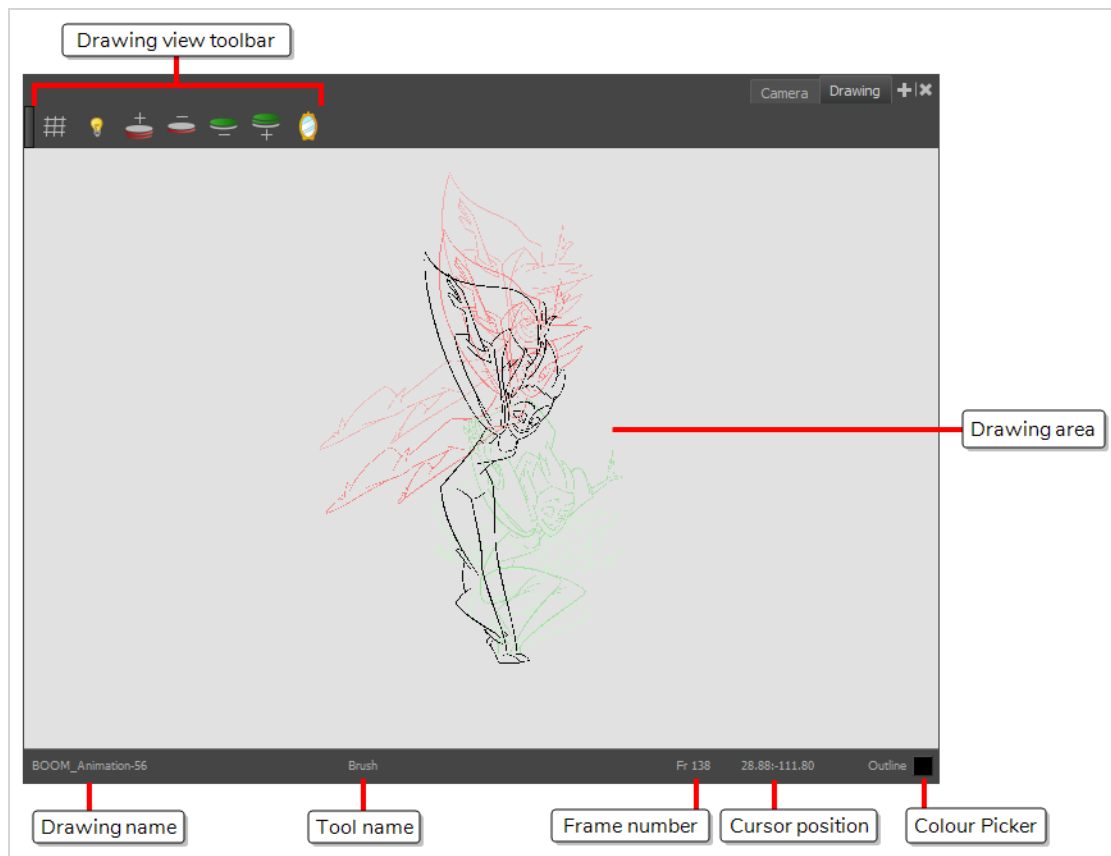 Drawing view toolbar
Camera
Drawing
Drawing area
BOOM_Animation-56
Brush
Fr 138
28.88:-111.80
Outline
Drawing name
Tool name
Frame number
Cursor position
Colour Picker